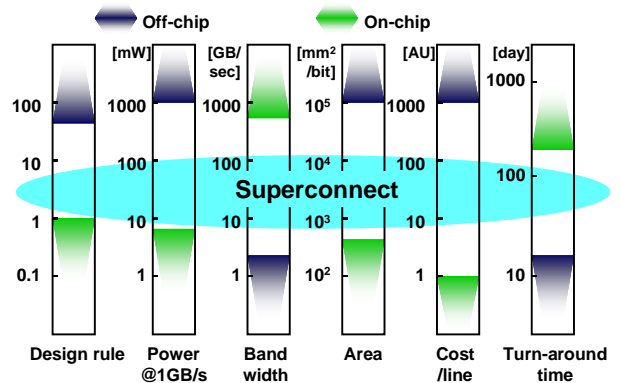 Off-chip On-chip
[mW] [GB/ sec] [mm²/bit] [AU] [day]
100 1000 1000 10⁵ 1000 1000
10 100 100 10⁴ 100 100
Superconnect
1 10 10 10³ 10
0.1 1 1 10² 1 10
Design rule Power @1GB/s Band width Area Cost /line Turn-around time